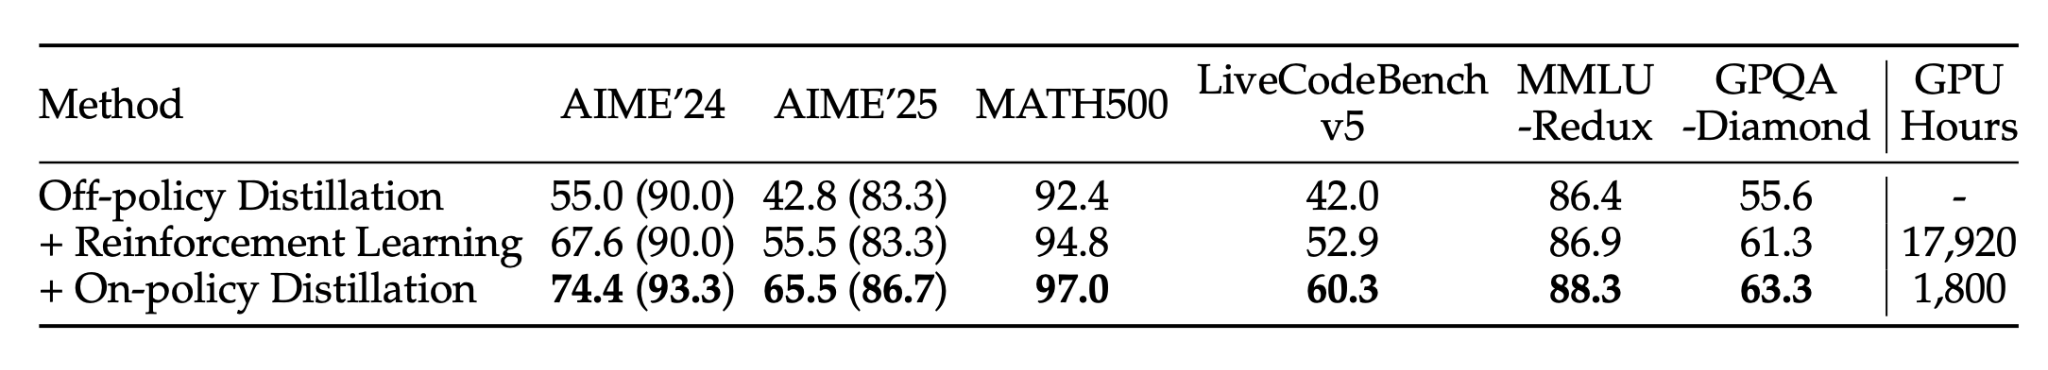 Method AIME’24 AIME’25 MATH500 LiveCodeBench v5 MMLU -Redux GPQA -Diamond GPU Hours
Off-policy Distillation 55.0 (90.0) 42.8 (83.3) 92.4 42.0 86.4 55.6 -
+ Reinforcement Learning 67.6 (90.0) 55.5 (83.3) 94.8 52.9 86.9 61.3 17,920
+ On-policy Distillation 74.4 (93.3) 65.5 (86.7) 97.0 60.3 88.3 63.3 1,800